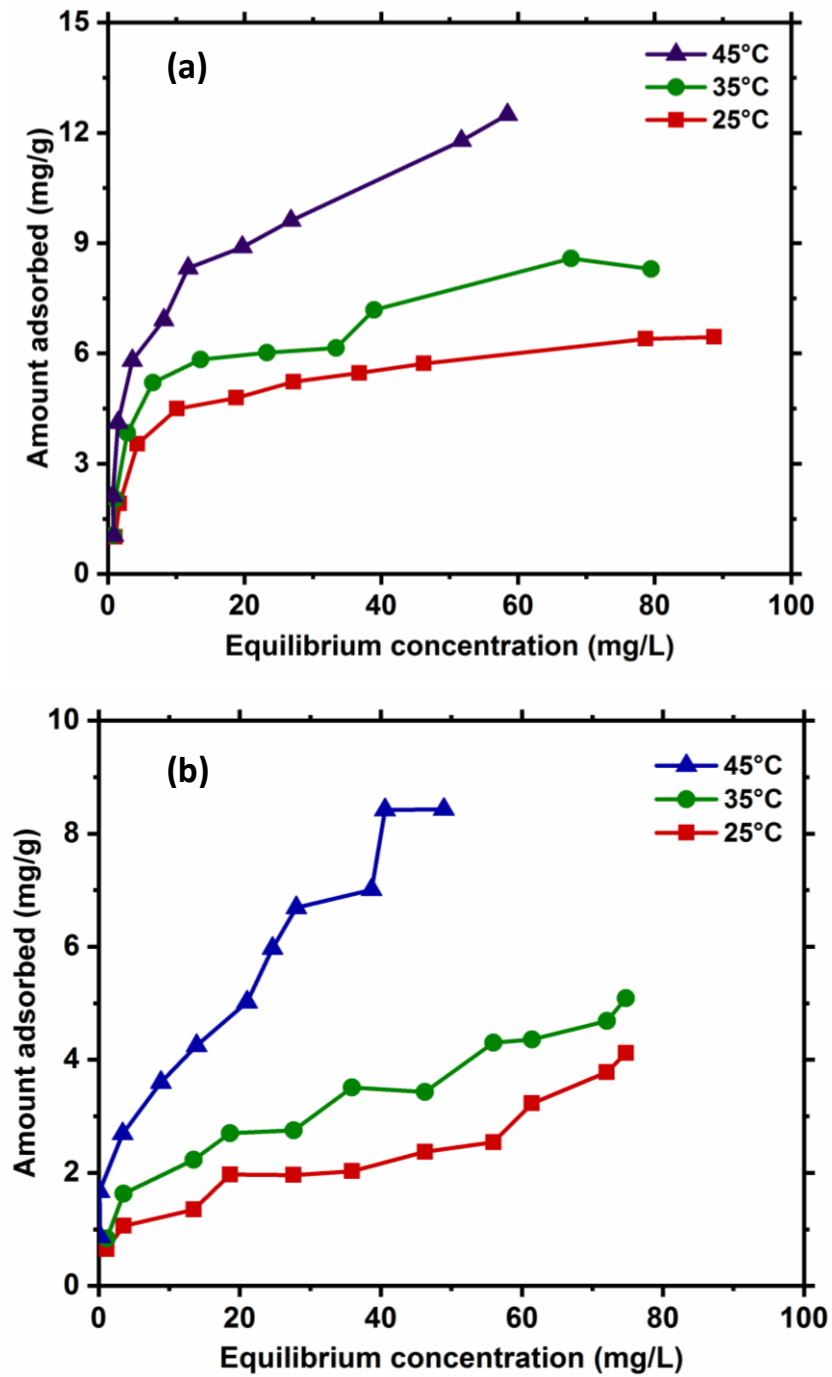 (a)
45°C
35°C
25°C
15
12
9
6
3
0
Amount adsorbed (mg/g)
0 20 40 60 80 100
Equilibrium concentration (mg/L)
(b)
45°C
35°C
25°C
10
8
6
4
2
0
Amount adsorbed (mg/g)
0 20 40 60 80 100
Equilibrium concentration (mg/L)